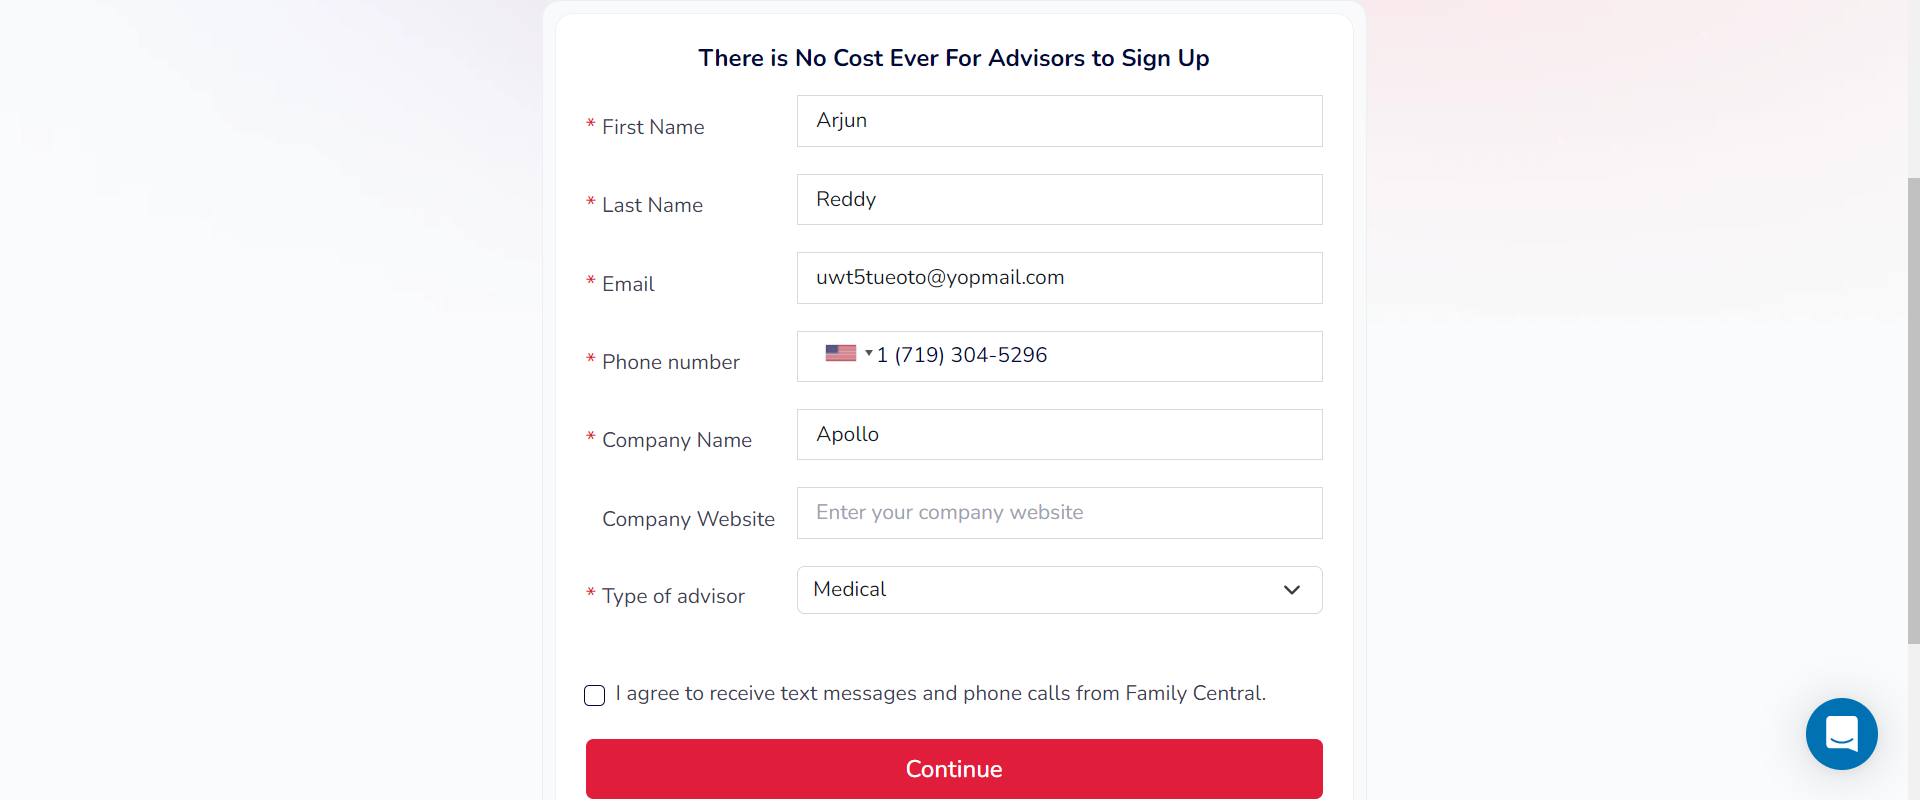 There is No Cost Ever For Advisors to Sign Up
* First Name
Arjun
* Last Name
Reddy
* Email
uwt5tueoto@yopmail.com
* Phone number
1 (719) 304-5296
* Company Name
Apollo
Company Website
Enter your company website
* Type of advisor
Medical
I agree to receive text messages and phone calls from Family Central.
Continue